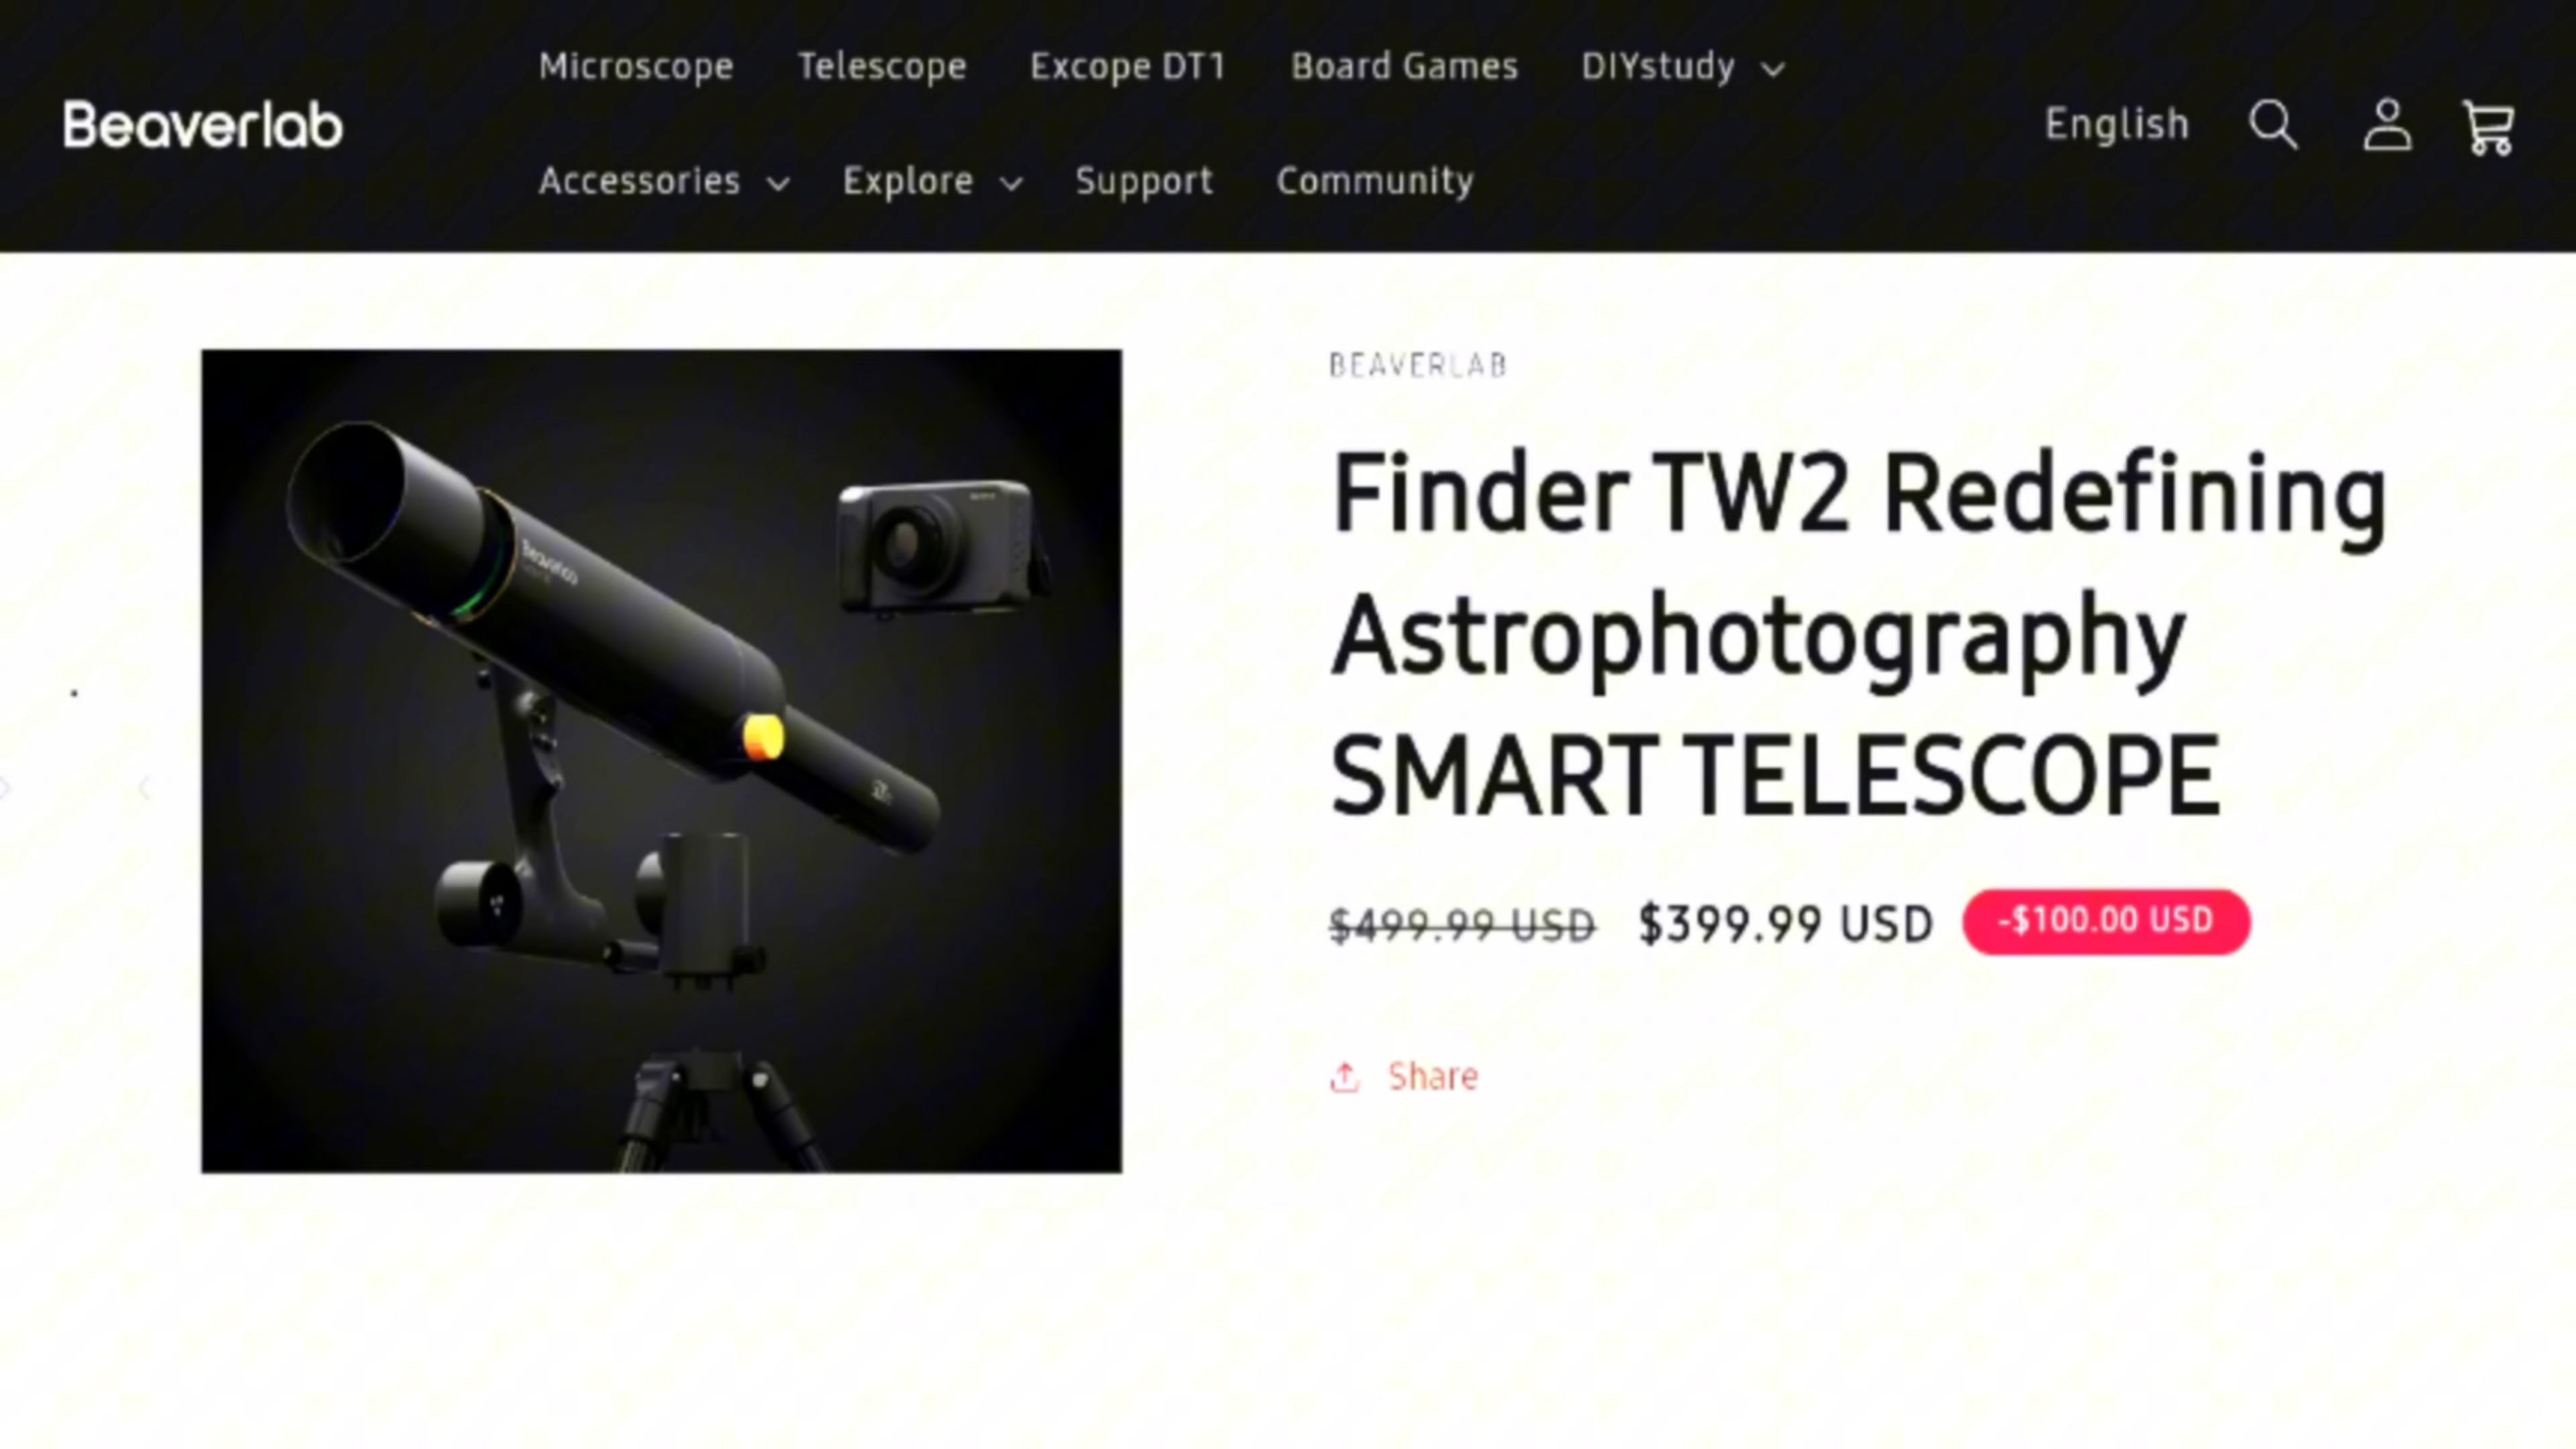 Microscope Telescope Excope DT1 Board Games DIYstudy
Beaverlab
English
Accessories Explore Support Community
BEAVERLAB
Finder TW2 Redefining
Astrophotography
SMART TELESCOPE
$499.99 USD $399.99 USD -$100.00 USD
Share
Beaverlab